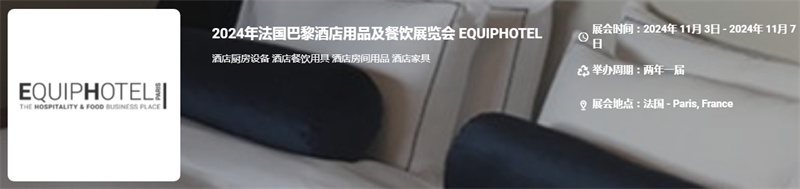 2024年法国巴黎酒店用品及餐饮展览会 EQUIPHOTEL
酒店厨房设备 酒店餐饮用具 酒店房间用品 酒店家具
展会时间：2024年 11月 3日 - 2024年 11月 7
日
举办周期：两年一届
展会地点：法国 - Paris, France
EQUIPHOTEL
PARIS
THE HOSPITALITY & FOOD BUSINESS PLACE